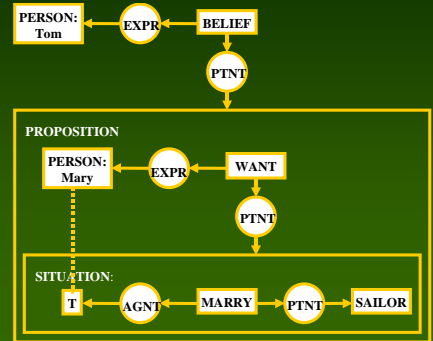 PERSON:
Tom
EXPR
BELIEF
PTNT
PROPOSITION
PERSON:
Mary
EXPR
WANT
PTNT
SITUATION:
T
AGNT
MARRY
PTNT
SAILOR